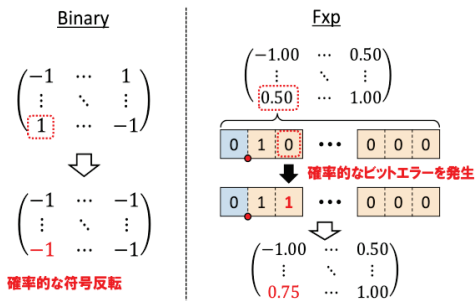 Binary
(−1 ⋯ 1
⋮ ⋱ ⋮
1 ⋯ −1)
(−1 ⋯ −1
⋮ ⋱ ⋮
−1 ⋯ −1)
確率的な符号反転
Fxp
(−1.00 ⋯ 0.50
⋮ ⋱ ⋮
0.50 ⋯ 1.00)
0 1 0 ••• 0 0 0
確率的なビットエラーを発生
0 1 1 ••• 0 0 0
(−1.00 ⋯ 0.50
⋮ ⋱ ⋮
0.75 ⋯ 1.00)